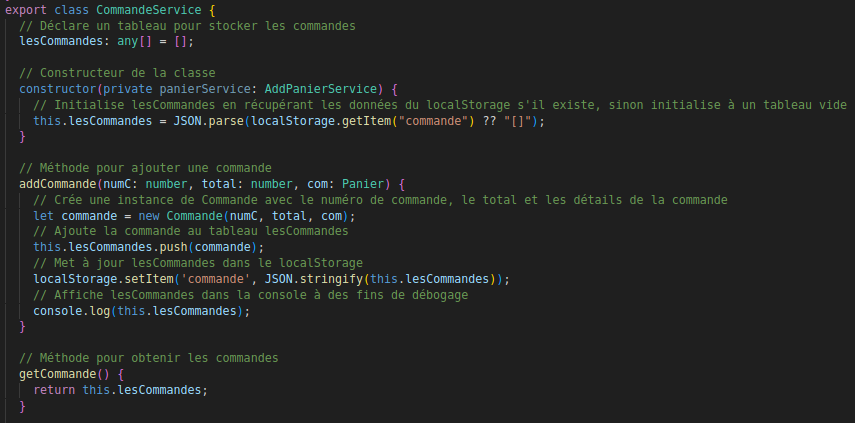 export class CommandeService {
// Déclare un tableau pour stocker les commandes
lesCommandes: any[] = [];
// Constructeur de la classe
constructor(private panierService: AddPanierService) {
// Initialise lesCommandes en récupérant les données du localStorage s'il existe, sinon initialise à un tableau vide
this.lesCommandes = JSON.parse(localStorage.getItem("commande") ?? "[]");
}
// Méthode pour ajouter une commande
addCommande(numC: number, total: number, com: Panier) {
// Crée une instance de Commande avec le numéro de commande, le total et les détails de la commande
let commande = new Commande(numC, total, com);
// Ajoute la commande au tableau lesCommandes
this.lesCommandes.push(commande);
// Met à jour lesCommandes dans le localStorage
localStorage.setItem('commande', JSON.stringify(this.lesCommandes));
// Affiche lesCommandes dans la console à des fins de débogage
console.log(this.lesCommandes);
}
// Méthode pour obtenir les commandes
getCommande() {
return this.lesCommandes;
}